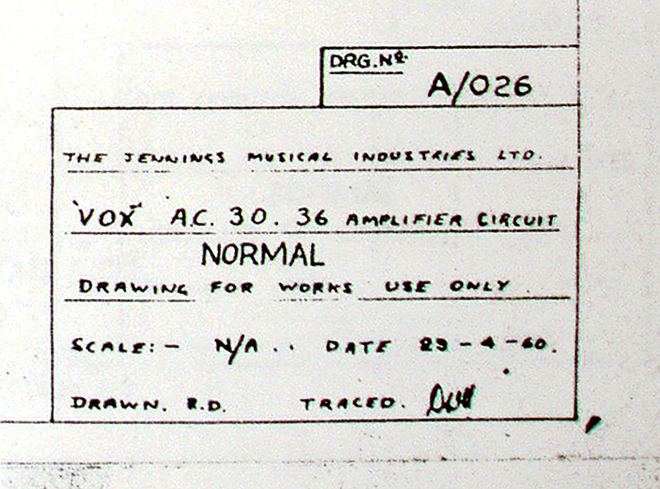 DRG. No.
A/026
THE JENNINGS MUSICAL INDUSTRIES LTD.
"VOX" A.C. 30. 36 AMPLIFIER CIRCUIT
NORMAL
DRAWING FOR WORKS USE ONLY
SCALE:- N/A .. DATE 29-4-60.
DRAWN. R.D. TRACED.